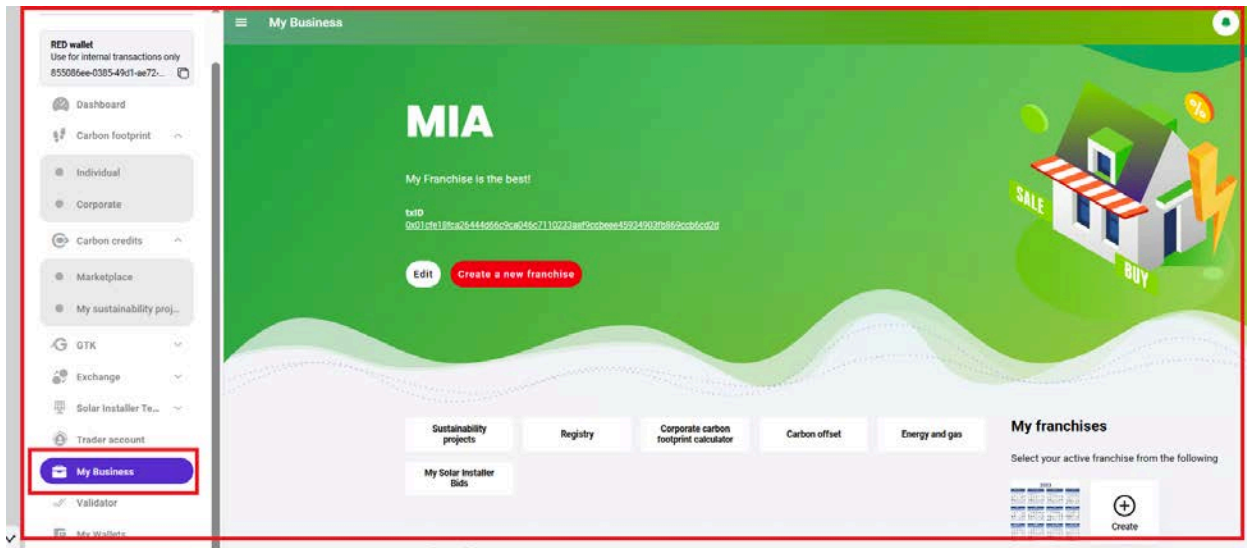 RED wallet
Use for internal transactions only
855086ee-0385-49d1-ae72-...
Dashboard
Carbon footprint
Individual
Corporate
Carbon credits
Marketplace
My sustainability proj...
GTK
Exchange
Solar Installer Te...
Trader account
My Business
Validator
My Wallets
My Business
MIA
My Franchise is the best!
txID
Edit
Create a new franchise
SALE
%
BUY
Sustainability
projects
Registry
Corporate carbon
footprint calculator
Carbon offset
Energy and gas
My Solar Installer
Bids
My franchises
Select your active franchise from the following
Create